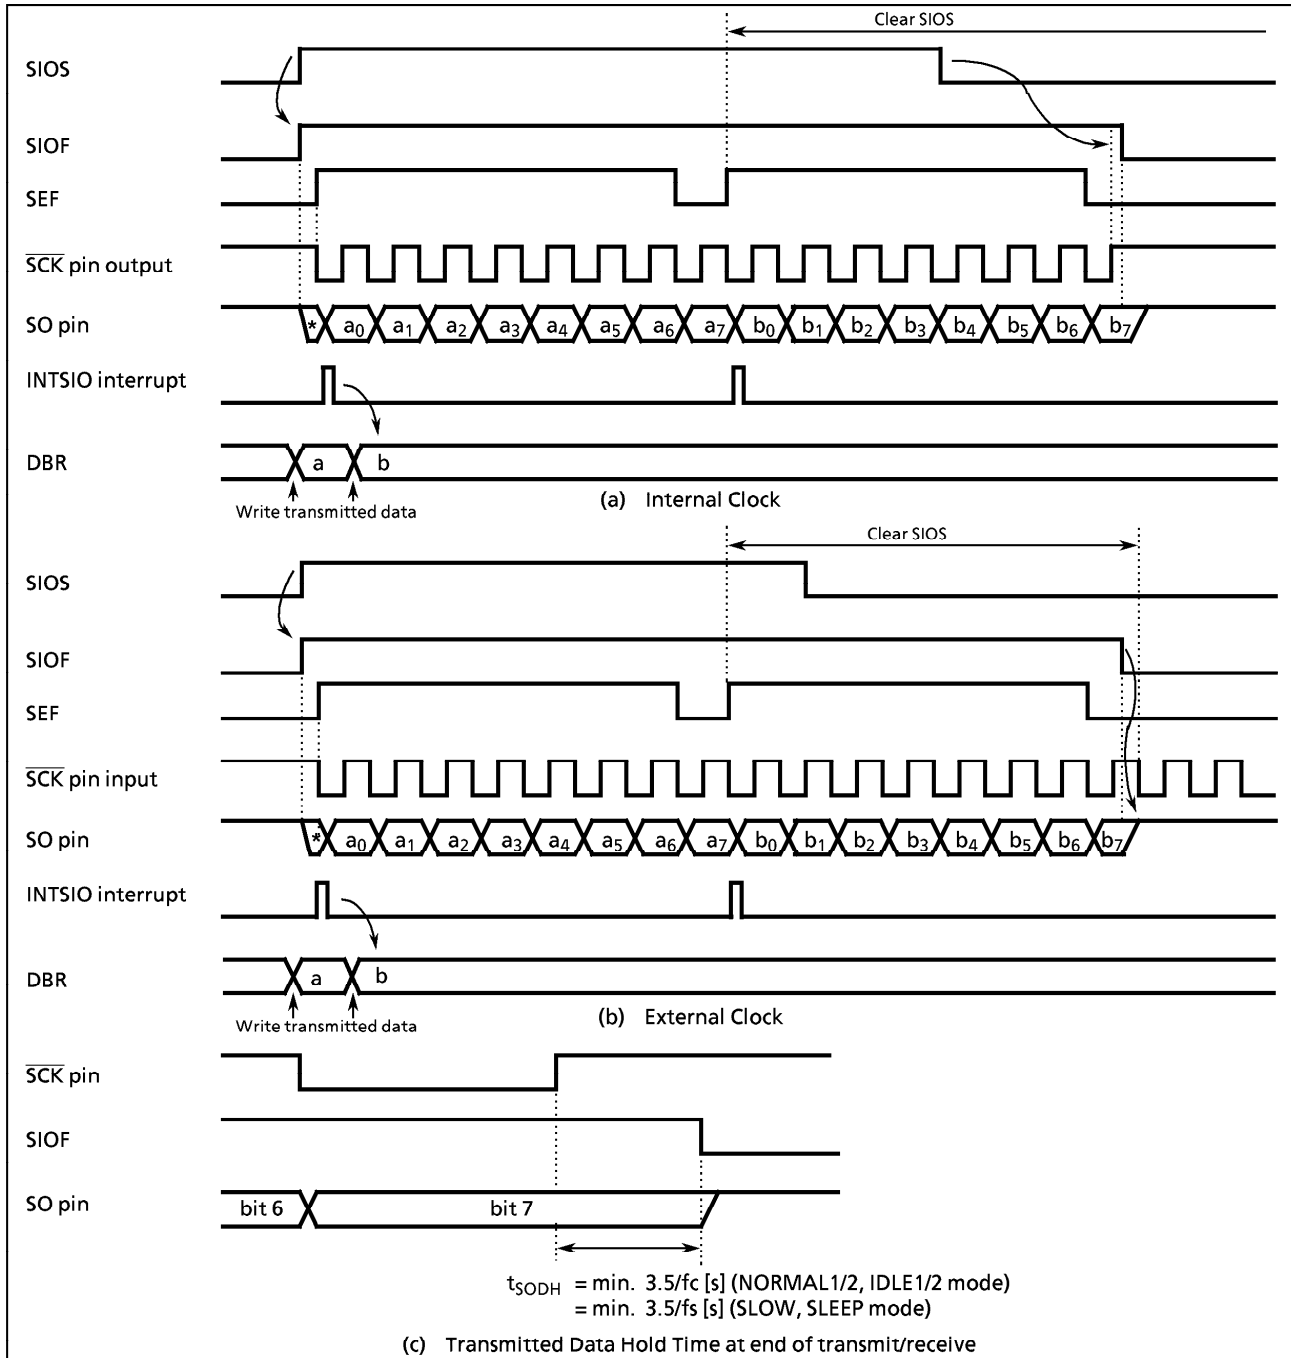 Clear SIOS
SIOS
SIOF
SEF
SCK pin output
SO pin
* a0 a1 a2 a3 a4 a5 a6 a7 b0 b1 b2 b3 b4 b5 b6 b7
INTSIO interrupt
DBR
a b
Write transmitted data
(a) Internal Clock
Clear SIOS
SIOS
SIOF
SEF
SCK pin input
SO pin
* a0 a1 a2 a3 a4 a5 a6 a7 b0 b1 b2 b3 b4 b5 b6 b7
INTSIO interrupt
DBR
a b
Write transmitted data
(b) External Clock
SCK pin
SIOF
SO pin
bit 6 bit 7
tSODH = min. 3.5/fc [s] (NORMAL1/2, IDLE1/2 mode)
= min. 3.5/fs [s] (SLOW, SLEEP mode)
(c) Transmitted Data Hold Time at end of transmit/receive